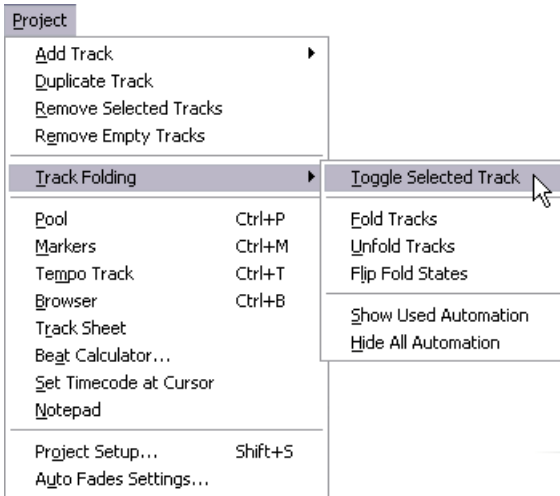 Project
Add Track
Duplicate Track
Remove Selected Tracks
Remove Empty Tracks
Track Folding
Pool Ctrl+P
Markers Ctrl+M
Tempo Track Ctrl+T
Browser Ctrl+B
Track Sheet
Beat Calculator...
Set Timecode at Cursor
Notepad
Project Setup... Shift+S
Auto Fades Settings...
Toggle Selected Track
Fold Tracks
Unfold Tracks
Flip Fold States
Show Used Automation
Hide All Automation